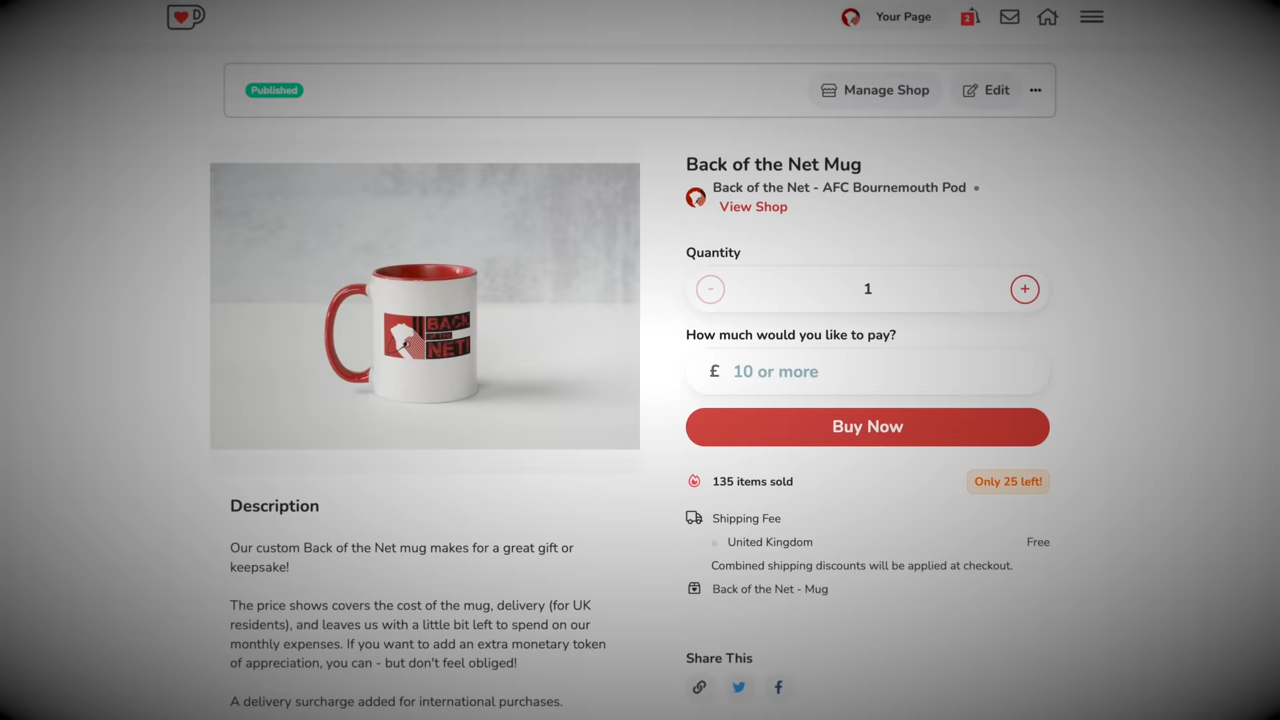 D
Your Page
2
Published
Manage Shop
Edit
Back of the Net Mug
Back of the Net - AFC Bournemouth Pod •
View Shop
Quantity
- 1 +
How much would you like to pay?
£ 10 or more
Buy Now
BACK
OF THE
NET!
135 items sold
Only 25 left!
Shipping Fee
United Kingdom
Free
Combined shipping discounts will be applied at checkout.
Back of the Net - Mug
Share This
Description
Our custom Back of the Net mug makes for a great gift or
keepsake!
The price shows covers the cost of the mug, delivery (for UK
residents), and leaves us with a little bit left to spend on our
monthly expenses. If you want to add an extra monetary token
of appreciation, you can - but don't feel obliged!
A delivery surcharge added for international purchases.